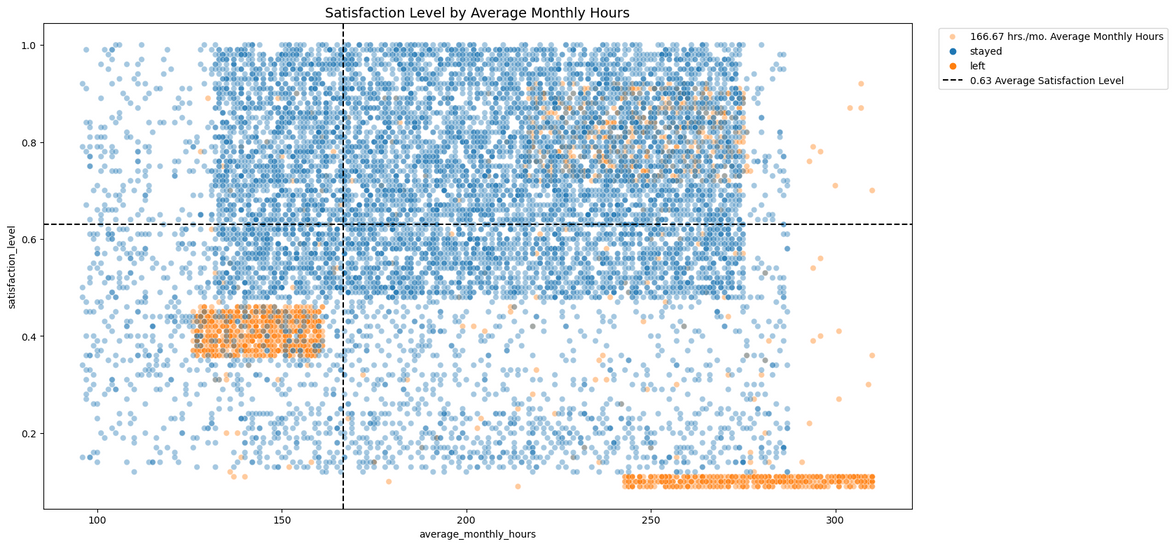 Satisfaction Level by Average Monthly Hours
166.67 hrs./mo. Average Monthly Hours
stayed
left
0.63 Average Satisfaction Level
satisfaction_level
1.0
0.8
0.6
0.4
0.2
100 150 200 250 300
average_monthly_hours